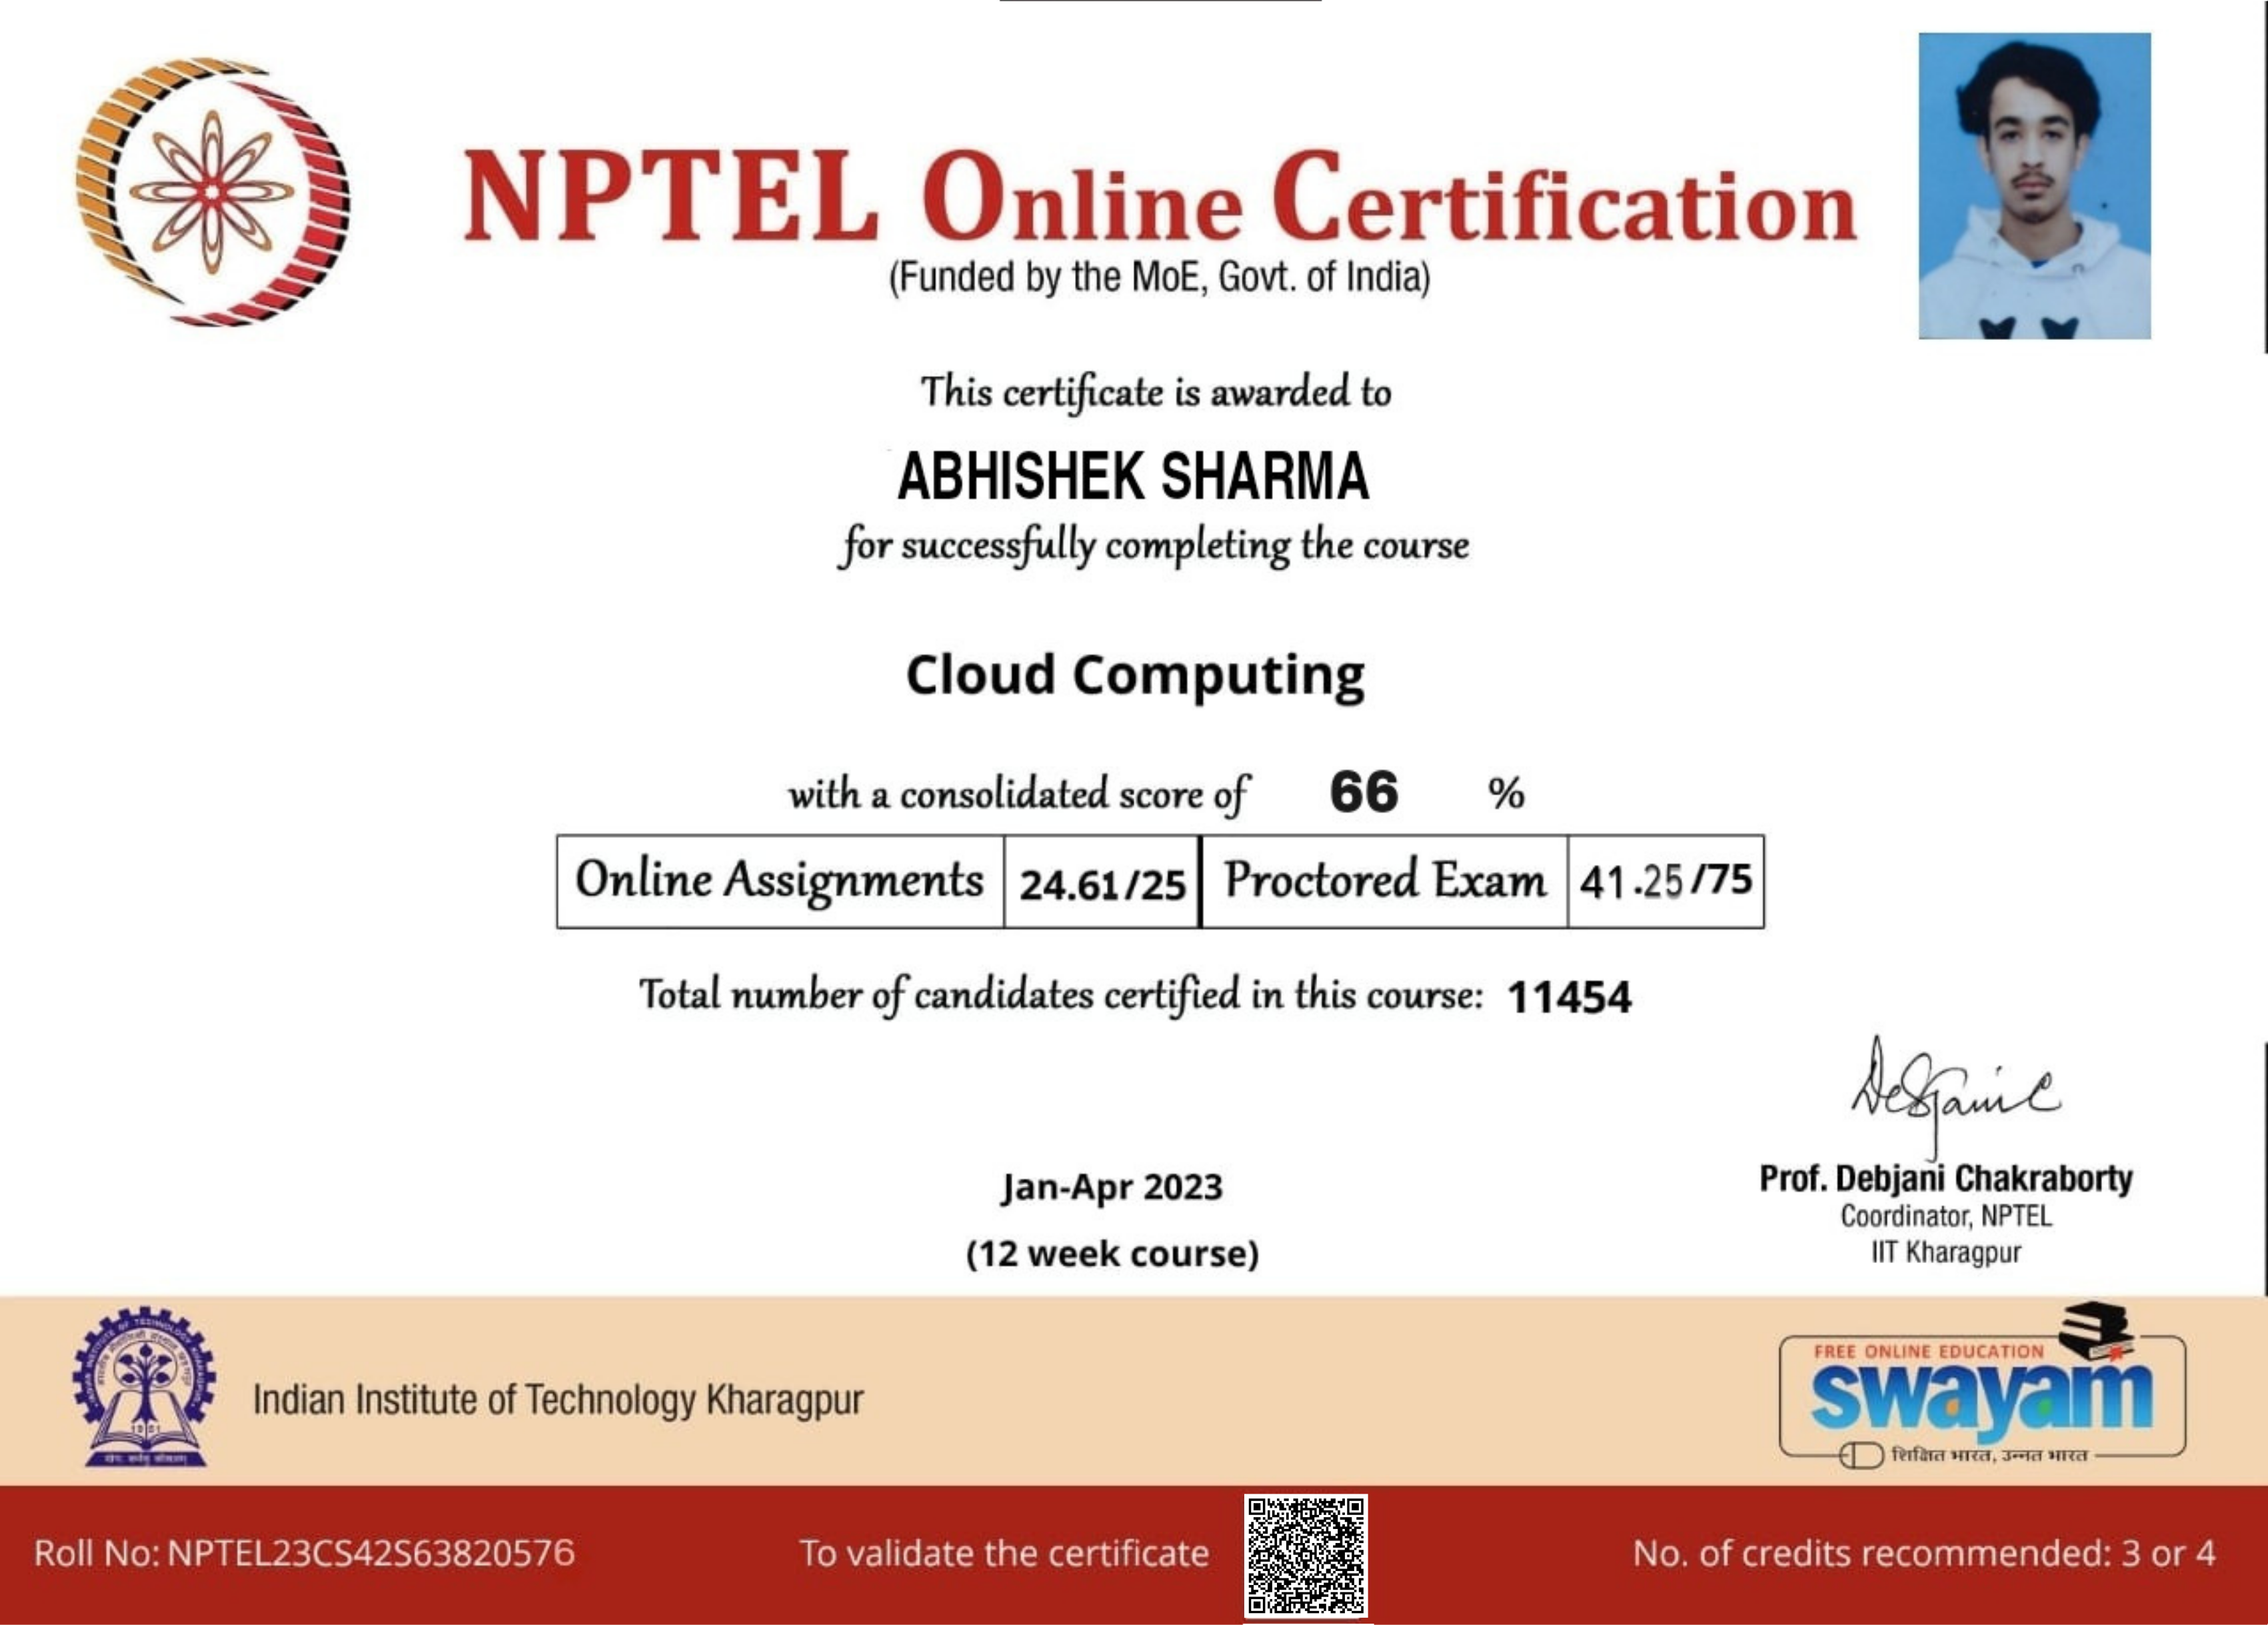 NPTEL Online Certification
(Funded by the MoE, Govt. of India)
This certificate is awarded to
ABHISHEK SHARMA
for successfully completing the course
Cloud Computing
with a consolidated score of 66 %
Online Assignments 24.61/25 Proctored Exam 41.25/75
Total number of candidates certified in this course: 11454
Prof. Debjani Chakraborty
Coordinator, NPTEL
IIT Kharagpur
Jan-Apr 2023
(12 week course)
Indian Institute of Technology Kharagpur
1951
FREE ONLINE EDUCATION
swayam
शिक्षित भारत, उन्नत भारत
Roll No: NPTEL23CS42S63820576
To validate the certificate
No. of credits recommended: 3 or 4